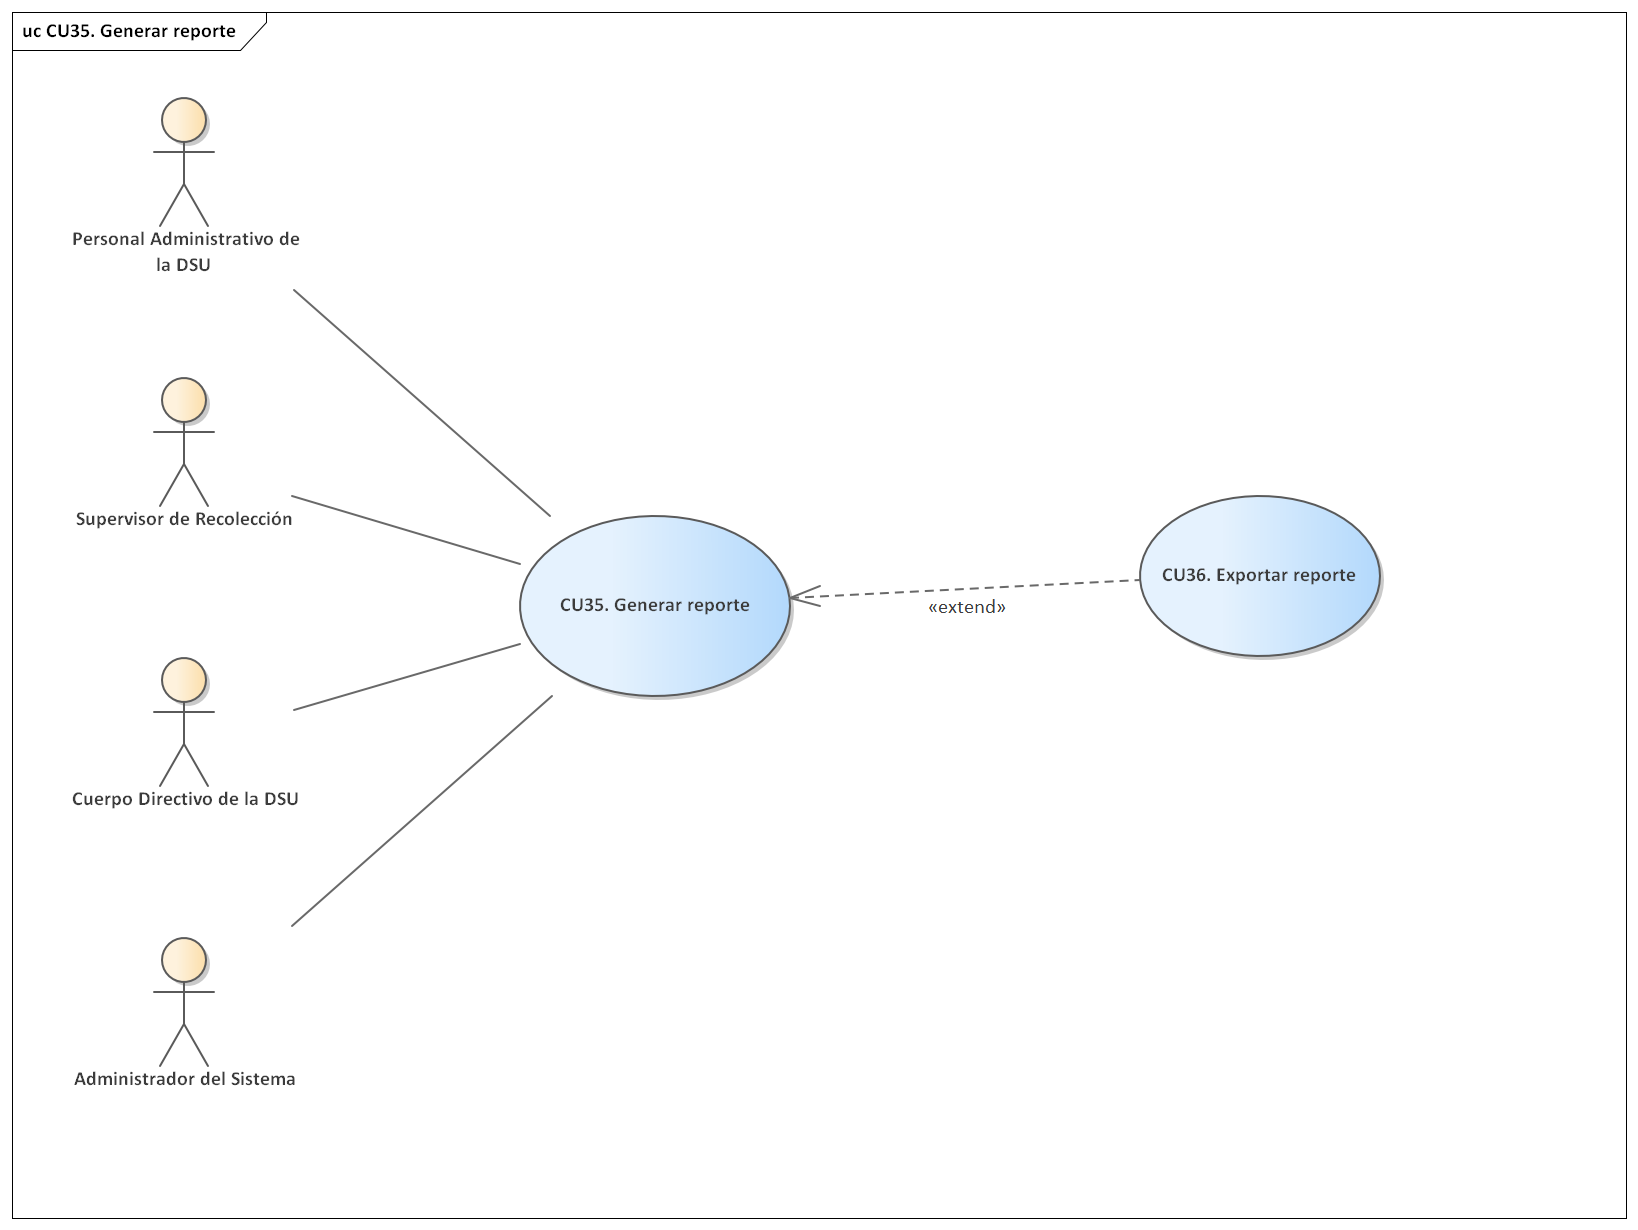 uc CU35. Generar reporte
Personal Administrativo de
la DSU
Supervisor de Recolección
CU35. Generar reporte
«extend»
CU36. Exportar reporte
Cuerpo Directivo de la DSU
Administrador del Sistema